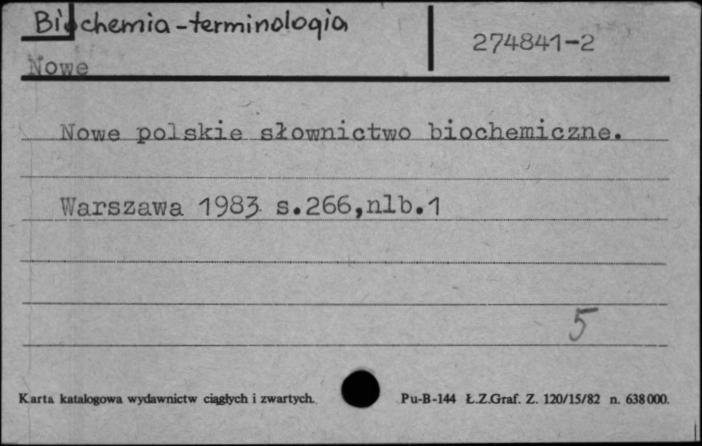 Biochemia-terminologia
274841-2
Nowe
Nowe polskie słownictwo biochemiczne.
Warszawa 1983 s.266,nlb.1
5
Karta katalogowa wydawnictw ciągłych i zwartych. Pu-B-144 Ł.Z.Graf. Z. 120/15/82 n. 638000.